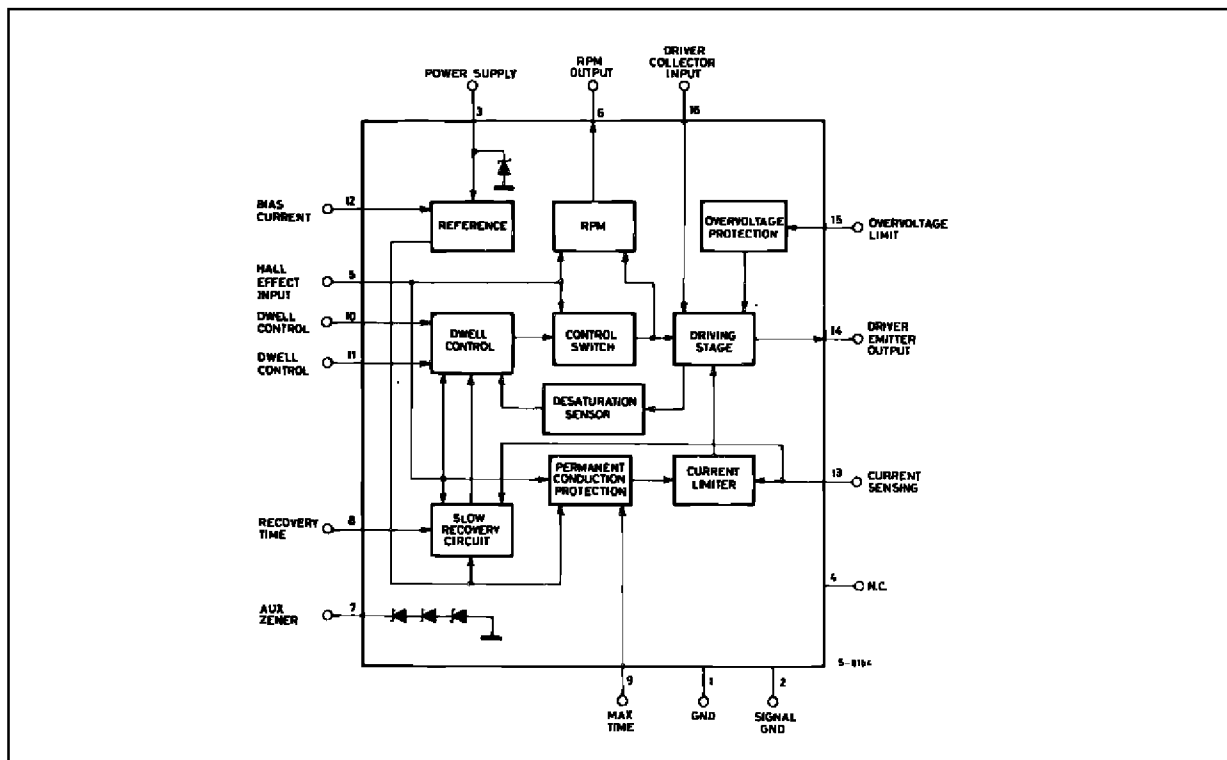 POWER SUPPLY
RPM
OUTPUT
DRIVER
COLLECTOR
INPUT
3
6
16
BIAS
CURRENT
12
REFERENCE
RPM
OVERVOLTAGE
PROTECTION
15
OVERVOLTAGE
LIMIT
HALL
EFFECT
INPUT
5
DWELL
CONTROL
10
DWELL
CONTROL
CONTROL
SWITCH
DRIVING
STAGE
14
DRIVER
EMITTER
OUTPUT
DWELL
CONTROL
11
DESATURATION
SENSOR
PERMANENT
CONDUCTION
PROTECTION
CURRENT
LIMITER
13
CURRENT
SENSING
RECOVERY
TIME
8
SLOW
RECOVERY
CIRCUIT
4
N.C.
AUX
ZENER
7
9
1
2
MAX
TIME
GND
SIGNAL
GND